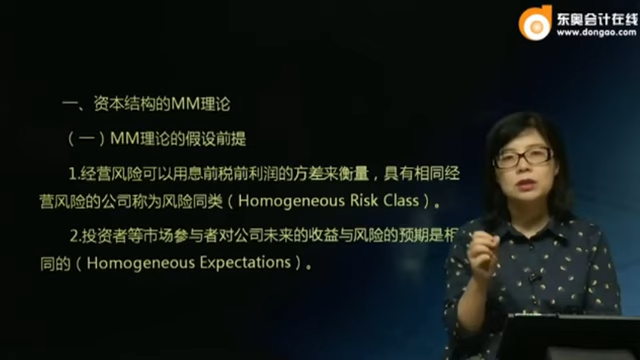 东奥会计在线
www.dongao.com
一、资本结构的MM理论
（一）MM理论的假设前提
1.经营风险可以用息前税前利润的方差来衡量，具有相同经
营风险的公司称为风险同类（Homogeneous Risk Class）。
2.投资者等市场参与者对公司未来的收益与风险的预期是相
同的（Homogeneous Expectations）。